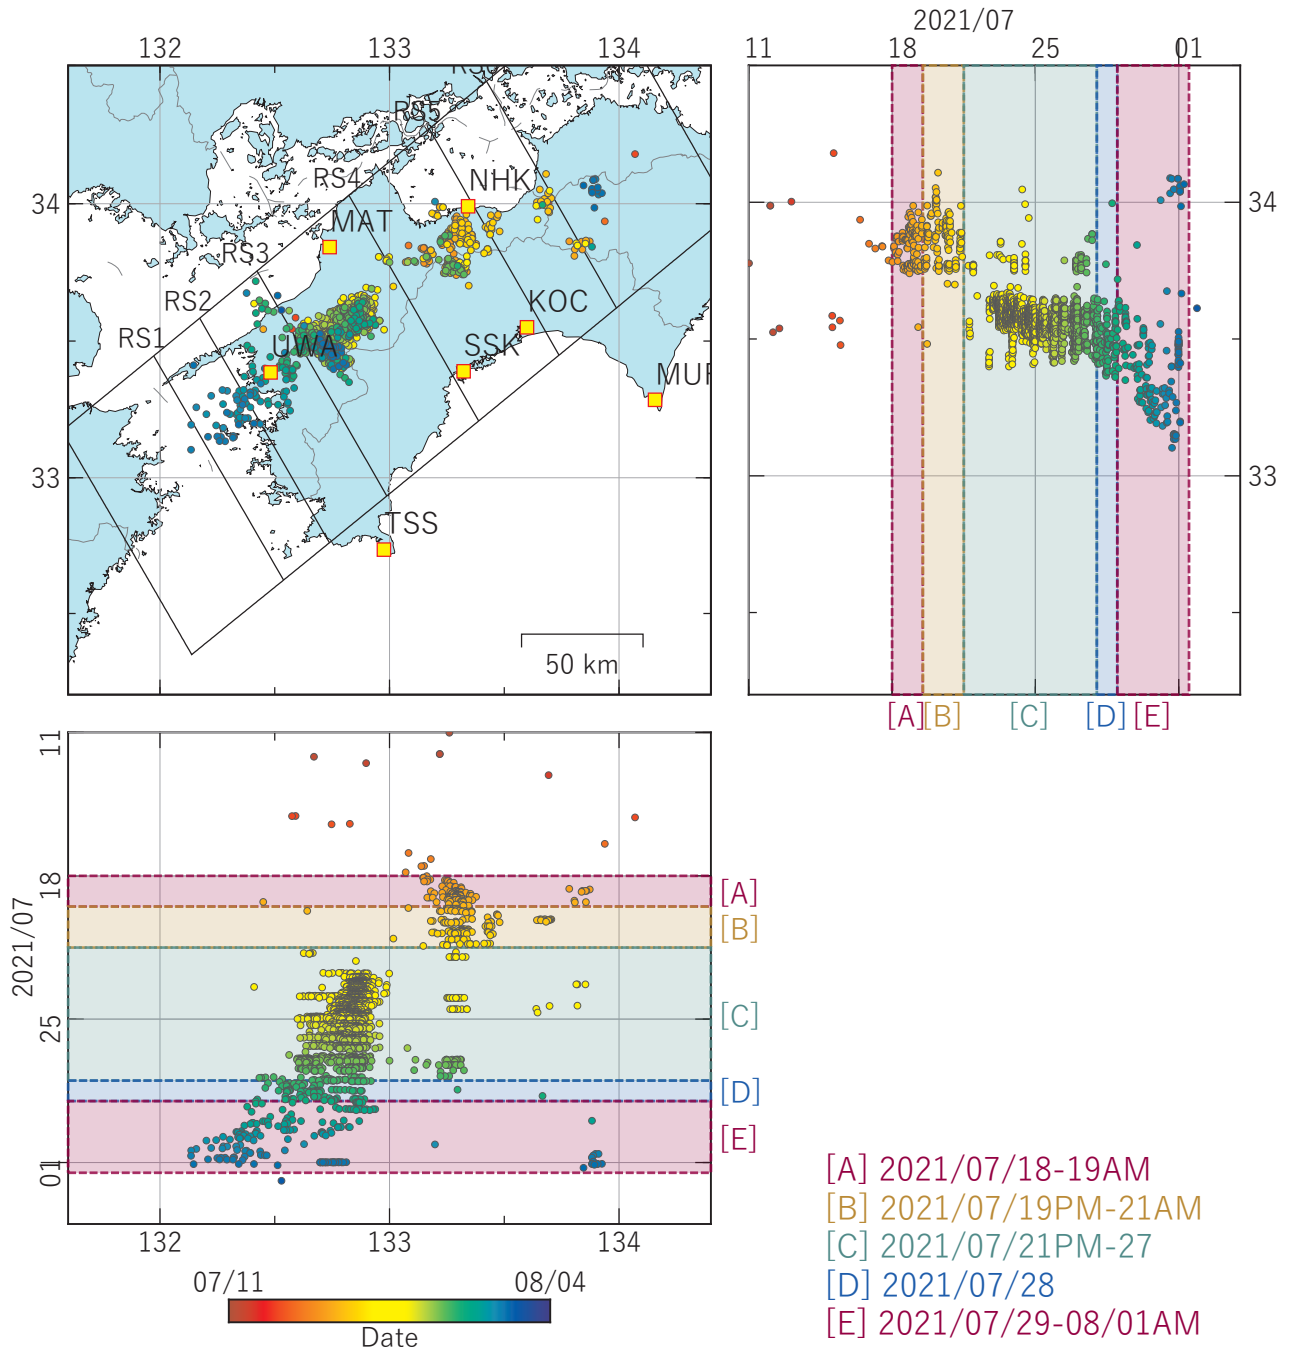 132 133 134
2021/07
11 18 25 01
RS5
RS4
NHK
34
MAT
34
RS3
RS2
KOC
RS1
UWA
SSK
MUR
33
33
TSS
50 km
[A] [B] [C] [D] [E]
11
18
[A]
[B]
2021/07
[C]
25
[D]
[E]
01
132 133 134
07/11 08/04
Date
[A] 2021/07/18-19AM
[B] 2021/07/19PM-21AM
[C] 2021/07/21PM-27
[D] 2021/07/28
[E] 2021/07/29-08/01AM